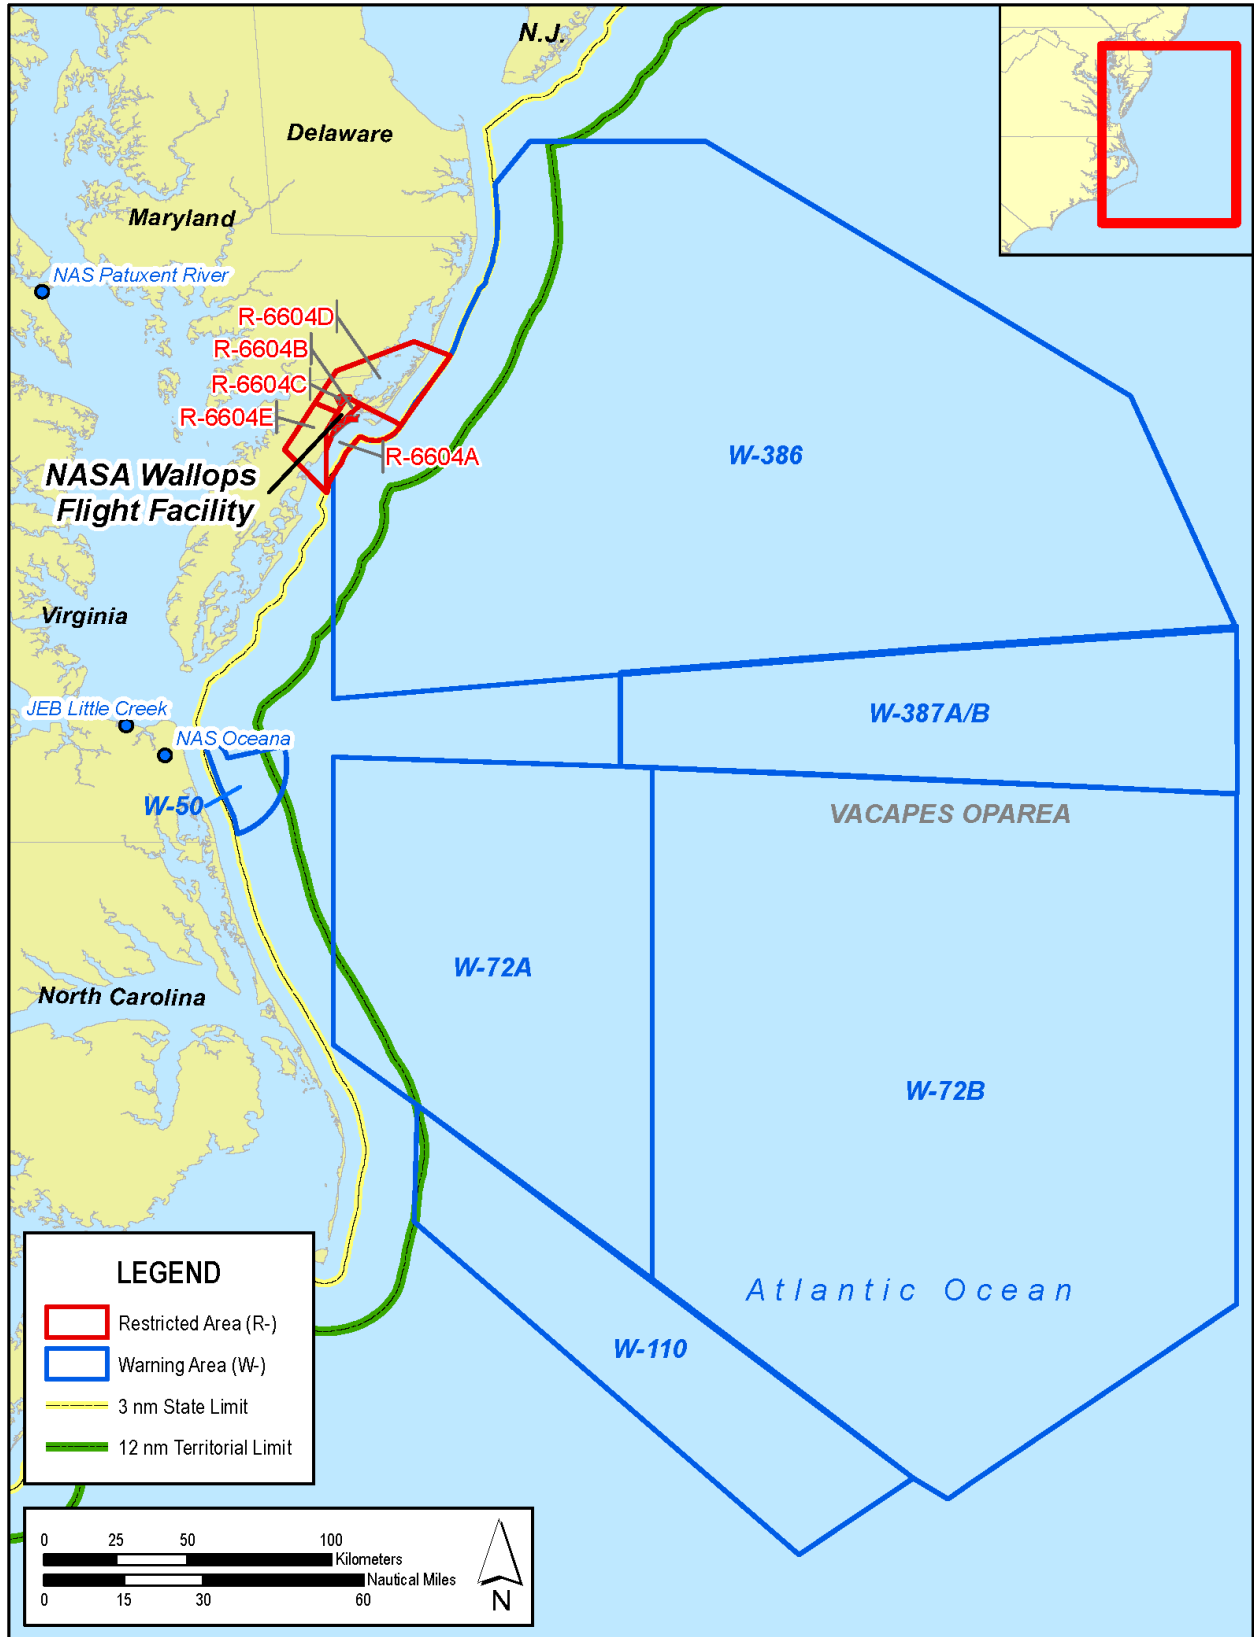 N.J.
Delaware
Maryland
NAS Patuxent River
R-6604D
R-6604B
R-6604C
R-6604E
R-6604A
NASA Wallops
Flight Facility
W-386
Virginia
JEB Little Creek
NAS Oceana
W-50
W-387A/B
VACAPES OPAREA
W-72A
North Carolina
W-72B
Atlantic Ocean
W-110
LEGEND
Restricted Area (R-)
Warning Area (W-)
3 nm State Limit
12 nm Territorial Limit
0 25 50 100
Kilometers
Nautical Miles
0 15 30 60
N